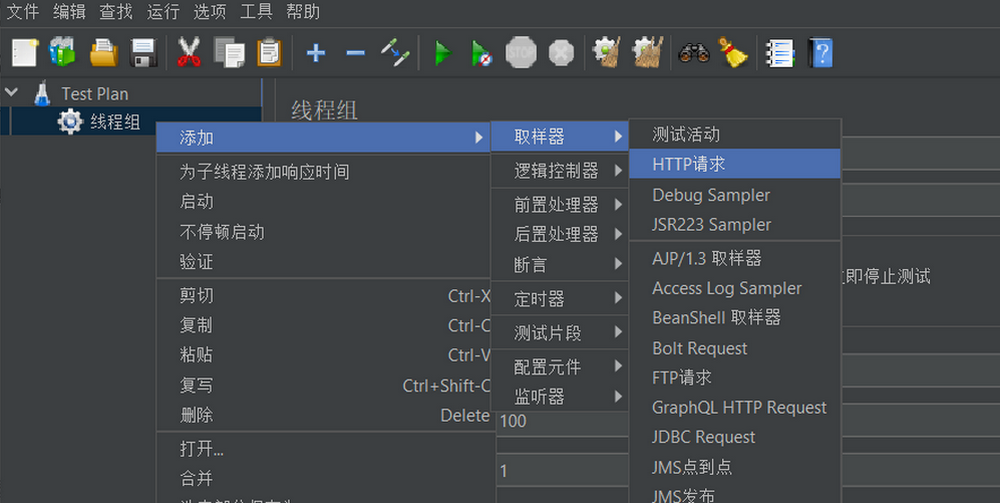 文件 编辑 查找 运行 选项 工具 帮助
STOP
Test Plan
线程组
线程组
添加
为子线程添加响应时间
启动
不停顿启动
验证
剪切 Ctrl-X
复制 Ctrl-C
粘贴 Ctrl-V
复写 Ctrl+Shift-C
删除 Delete
打开...
合并
取样器
逻辑控制器
前置处理器
后置处理器
断言
定时器
测试片段
配置元件
监听器
测试活动
HTTP请求
Debug Sampler
JSR223 Sampler
AJP/1.3 取样器
Access Log Sampler
BeanShell 取样器
Bolt Request
FTP请求
GraphQL HTTP Request
JDBC Request
JMS点到点
JMS发布
即停止测试
100
1